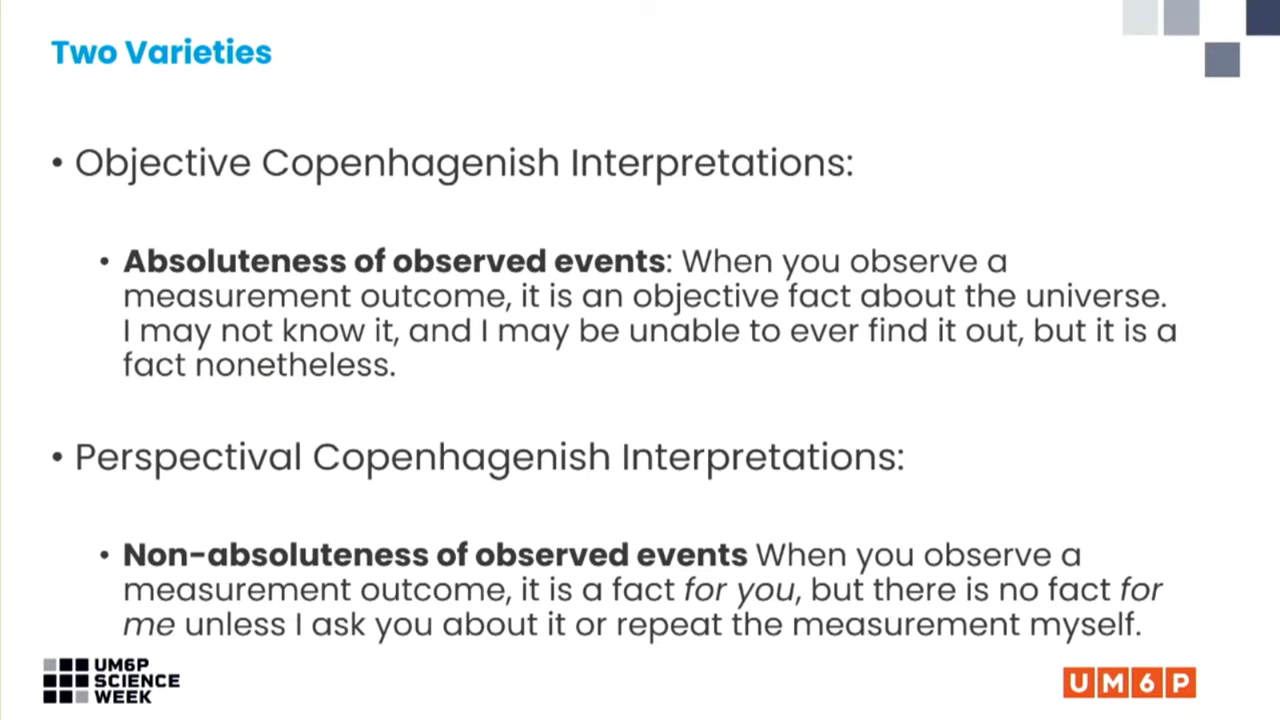 Two Varieties
• Objective Copenhagenish Interpretations:
• Absoluteness of observed events: When you observe a
measurement outcome, it is an objective fact about the universe.
I may not know it, and I may be unable to ever find it out, but it is a
fact nonetheless.
• Perspectival Copenhagenish Interpretations:
• Non-absoluteness of observed events When you observe a
measurement outcome, it is a fact for you, but there is no fact for
me unless I ask you about it or repeat the measurement myself.
UM6P
SCIENCE
WEEK
UM6P